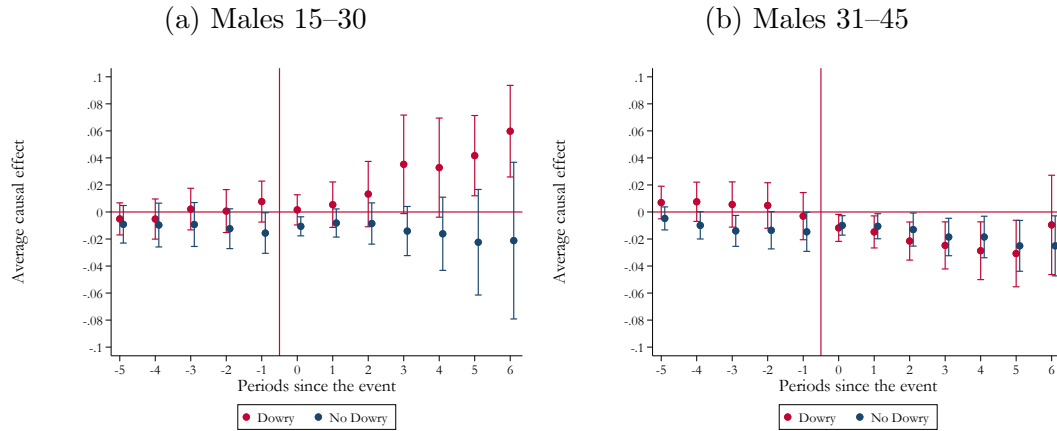 (a) Males 15–30
(b) Males 31–45
Average causal effect
.1
.08
.06
.04
.02
0
-.02
-.04
-.06
-.08
-.1
-5 -4 -3 -2 -1 0 1 2 3 4 5 6
Periods since the event
Dowry No Dowry
Average causal effect
.1
.08
.06
.04
.02
0
-.02
-.04
-.06
-.08
-.1
-5 -4 -3 -2 -1 0 1 2 3 4 5 6
Periods since the event
Dowry No Dowry